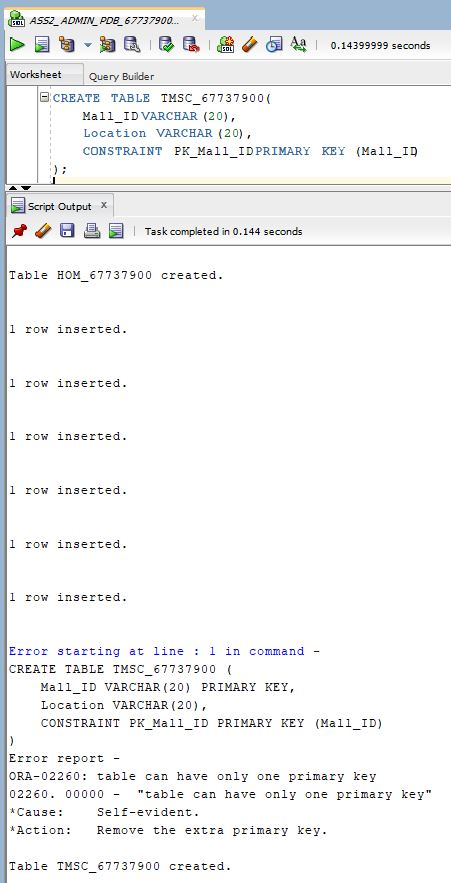 ASS2_ADMIN_PDB_67737900...
0.14399999 seconds
Worksheet Query Builder
CREATE TABLE TMSC_67737900(
Mall_ID VARCHAR (20),
Location VARCHAR (20),
CONSTRAINT PK_Mall_ID PRIMARY KEY (Mall_ID)
);
Script Output x
Task completed in 0.144 seconds
Table HOM_67737900 created.
1 row inserted.
1 row inserted.
1 row inserted.
1 row inserted.
1 row inserted.
1 row inserted.
Error starting at line : 1 in command -
CREATE TABLE TMSC_67737900 (
Mall_ID VARCHAR(20) PRIMARY KEY,
Location VARCHAR(20),
CONSTRAINT PK_Mall_ID PRIMARY KEY (Mall_ID)
)
Error report -
ORA-02260: table can have only one primary key
02260. 00000 -  "table can have only one primary key"
*Cause:    Self-evident.
*Action:   Remove the extra primary key.
Table TMSC_67737900 created.